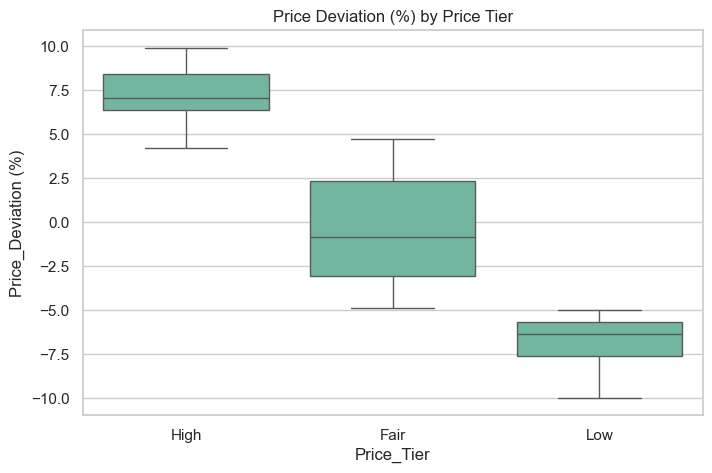 Price Deviation (%) by Price Tier
Price_Deviation (%)
10.0
7.5
5.0
2.5
0.0
−2.5
−5.0
−7.5
−10.0
High
Fair
Low
Price_Tier